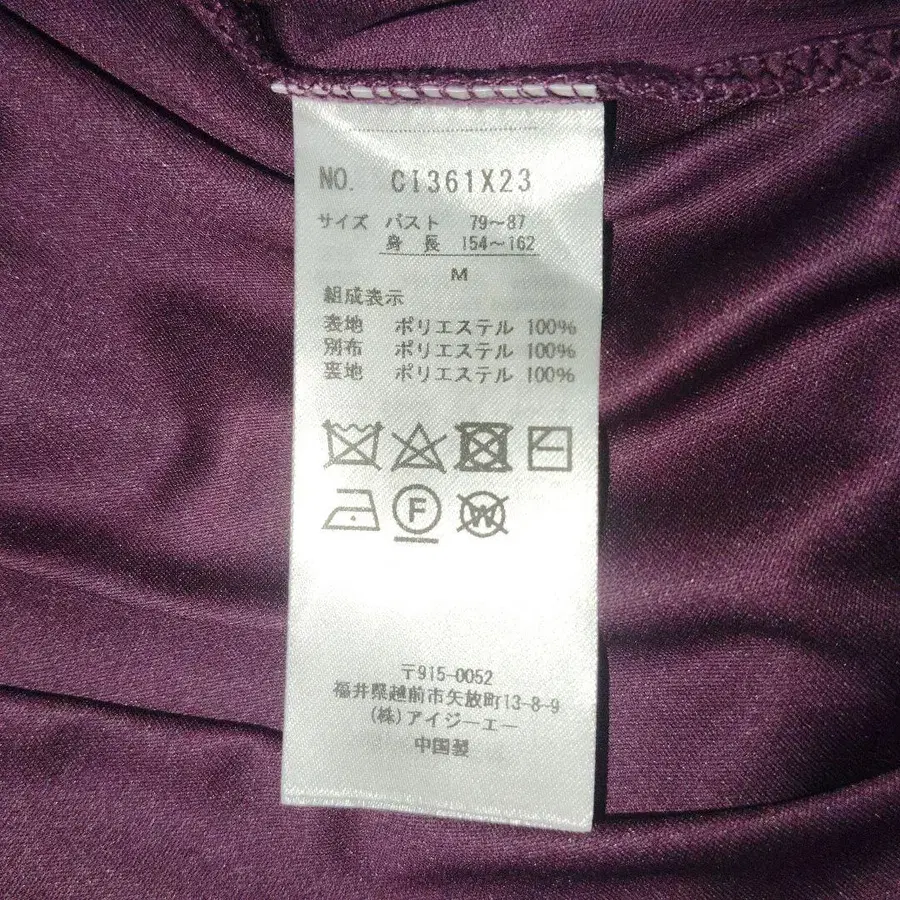 NO. CI361X23
サイズ バスト 79～87
身長 154～162
M
組成表示
表地 ポリエステル 100%
別布 ポリエステル 100%
裏地 ポリエステル 100%
F
W
〒915-0052
福井県越前市矢放町13-8-9
(株)アイジーエー
中国製